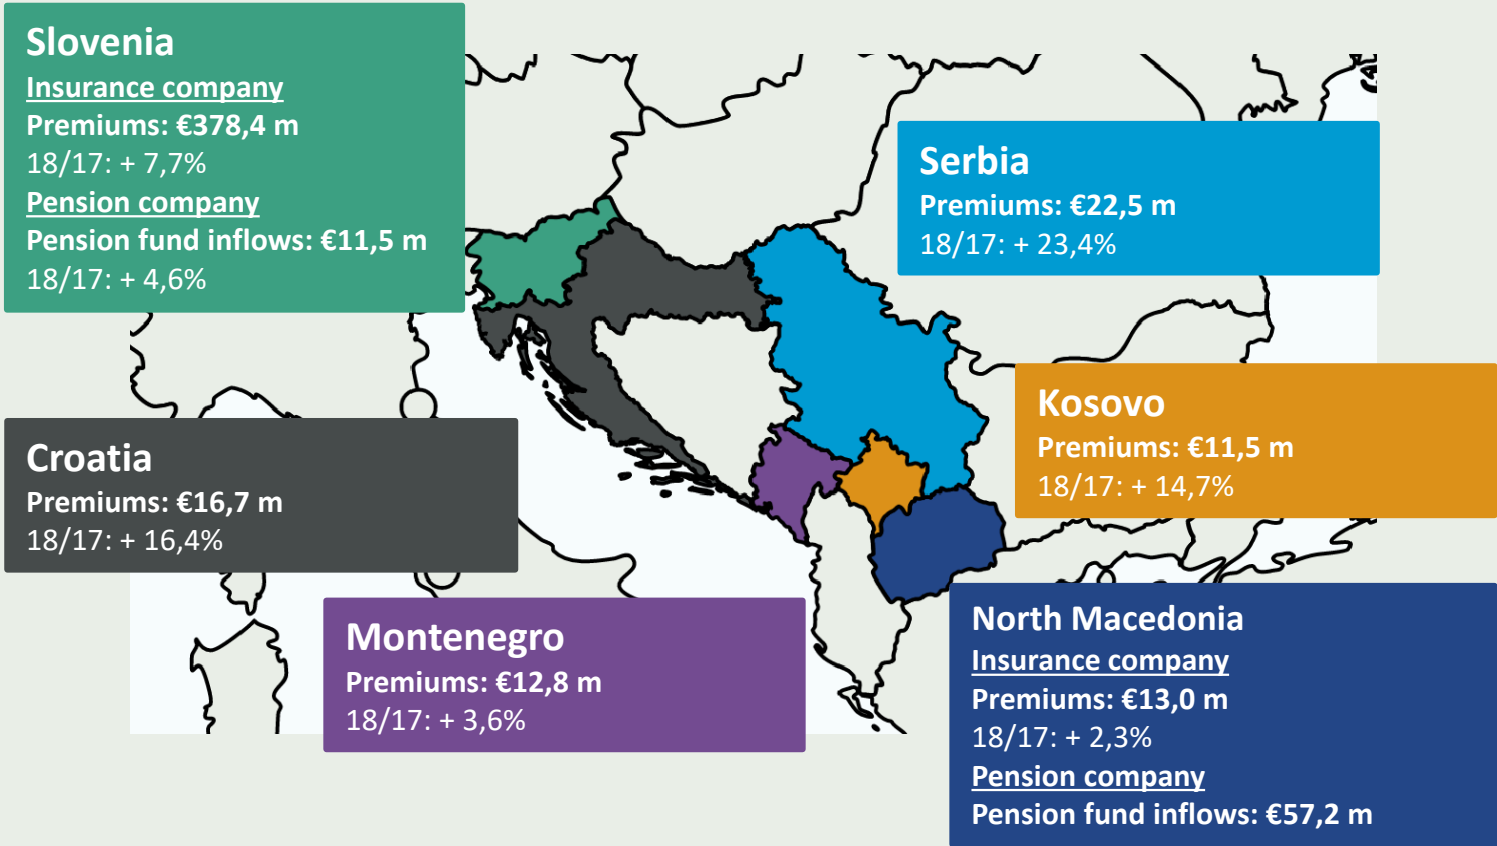 Slovenia
Insurance company
Premiums: €378,4 m
18/17: + 7,7%
Pension company
Pension fund inflows: €11,5 m
18/17: + 4,6%
Serbia
Premiums: €22,5 m
18/17: + 23,4%
Kosovo
Premiums: €11,5 m
18/17: + 14,7%
Croatia
Premiums: €16,7 m
18/17: + 16,4%
Montenegro
Premiums: €12,8 m
18/17: + 3,6%
North Macedonia
Insurance company
Premiums: €13,0 m
18/17: + 2,3%
Pension company
Pension fund inflows: €57,2 m